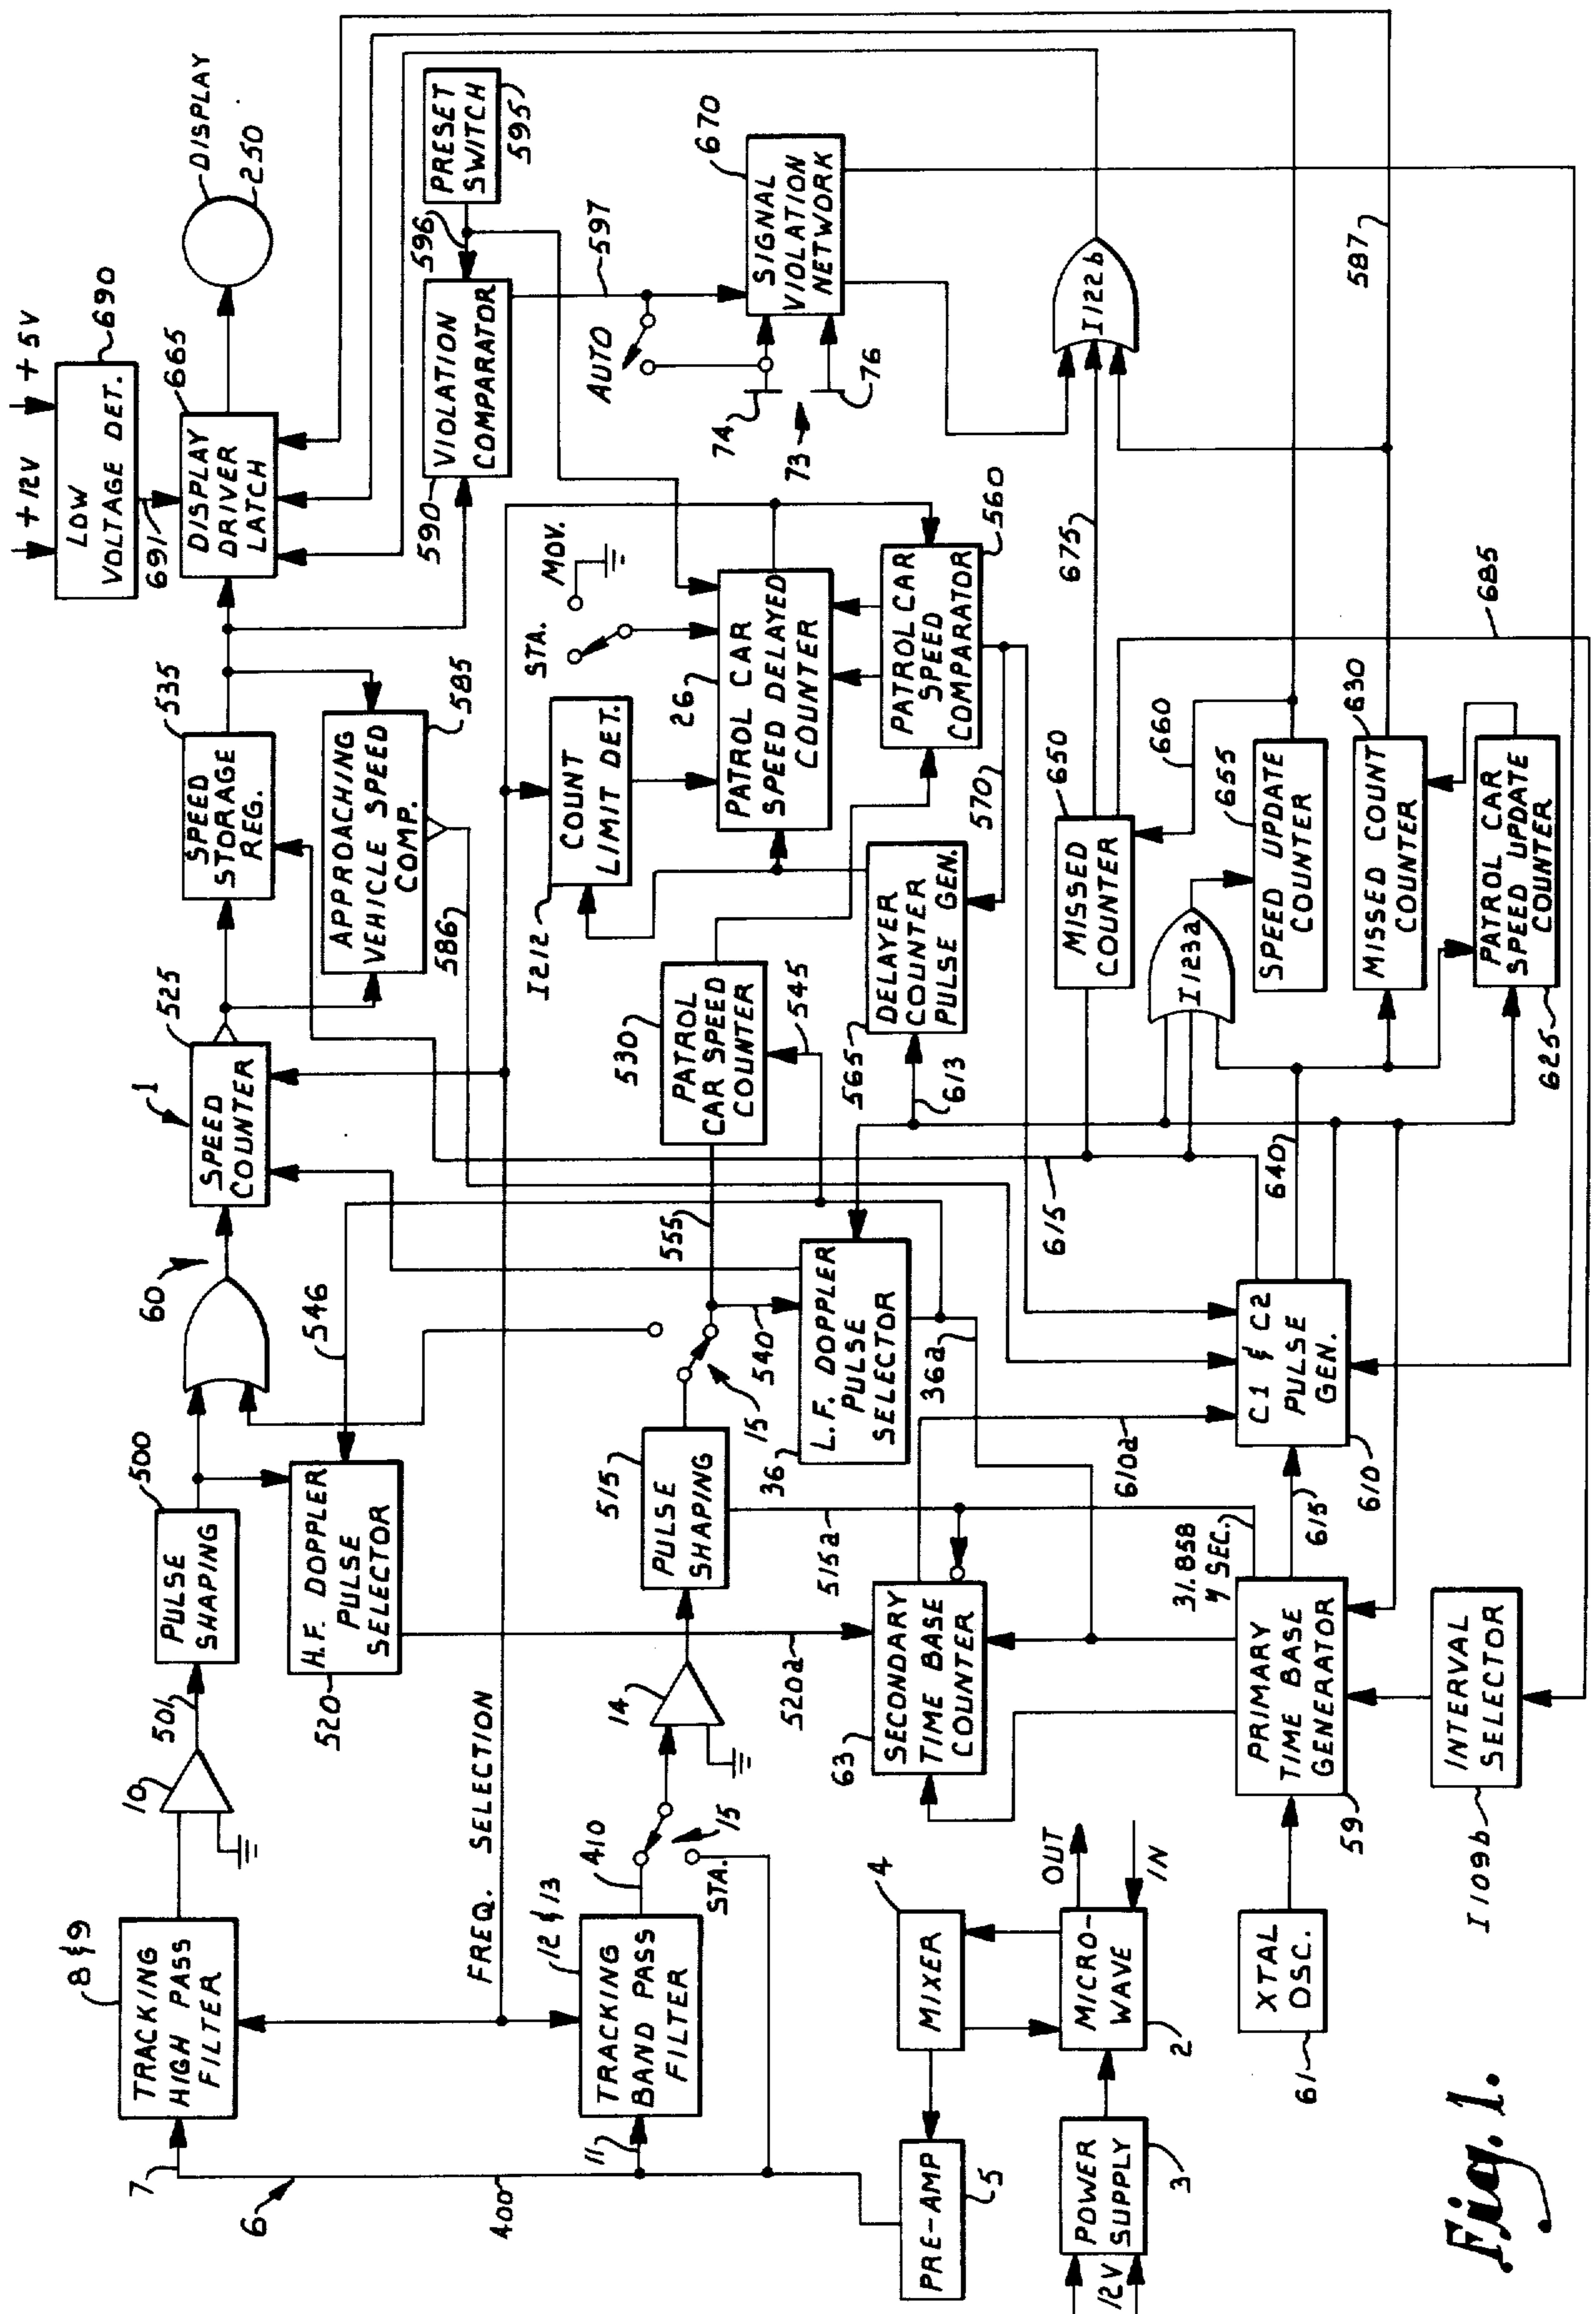 8 & 9
TRACKING
HIGH PASS
FILTER
7
6
400
11
10
501
PULSE
SHAPING
500
H.F. DOPPLER
PULSE
SELECTOR
520
546
60
1
SPEED
COUNTER
525
SPEED
STORAGE
REG.
535
APPROACHING
VEHICLE SPEED
COMP.
585
586
DISPLAY
DRIVER
LATCH
665
691
LOW
VOLTAGE DET.
690
+12V
+5V
DISPLAY
250
FREQ. SELECTION
TRACKING
BAND PASS
FILTER
12 & 13
410
15
STA.
14
PULSE
SHAPING
515
515a
520a
15
540
555
L.F. DOPPLER
PULSE
SELECTOR
36
36a
PATROL
CAR SPEED
COUNTER
530
545
COUNT
LIMIT DET.
I212
STA.
MOV.
PATROL CAR
SPEED DELAYED
COUNTER
26
PATROL CAR
SPEED
COMPARATOR
560
570
DELAYER
COUNTER
PULSE GEN.
565
613
VIOLATION
COMPARATOR
590
PRESET
SWITCH
595
596
597
AUTO
74
73
76
SIGNAL
VIOLATION
NETWORK
670
I122b
587
675
685
MISSED
COUNTER
650
660
I123a
SPEED UPDATE
COUNTER
655
MISSED COUNT
COUNTER
630
PATROL CAR
SPEED UPDATE
COUNTER
625
615
640
C1 & C2
PULSE
GEN.
610
610a
615
SECONDARY
TIME BASE
COUNTER
63
31.858
μ SEC.
PRIMARY
TIME BASE
GENERATOR
59
INTERVAL
SELECTOR
I109b
XTAL
OSC.
61
MIXER
4
MICRO-
WAVE
2
OUT
IN
PRE-AMP
5
POWER
SUPPLY
3
12V
Fig. 1.